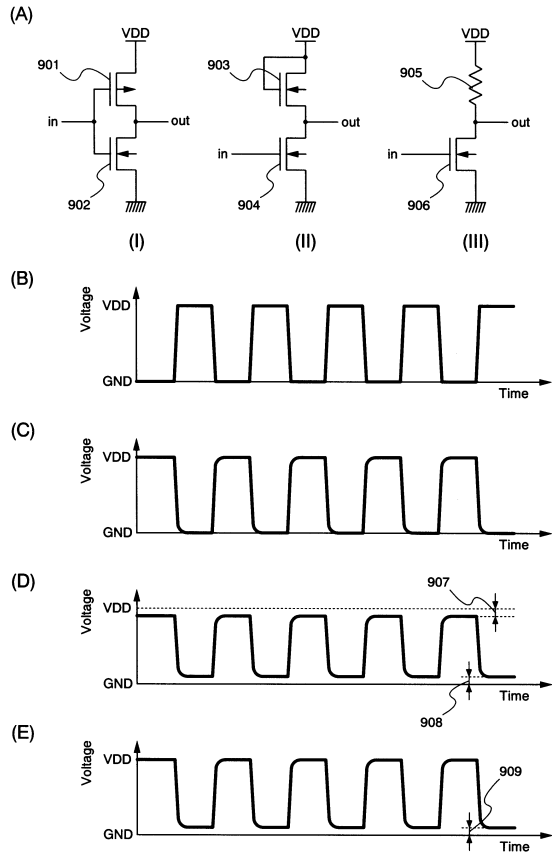 (A)
VDD VDD VDD
901 903 905
in out out out
in in
902 904 906
(I) (II) (III)
(B)
Voltage
VDD
GND
Time
(C)
Voltage
VDD
GND
Time
(D)
907
Voltage
VDD
GND
Time
908
(E)
Voltage
VDD
909
GND
Time